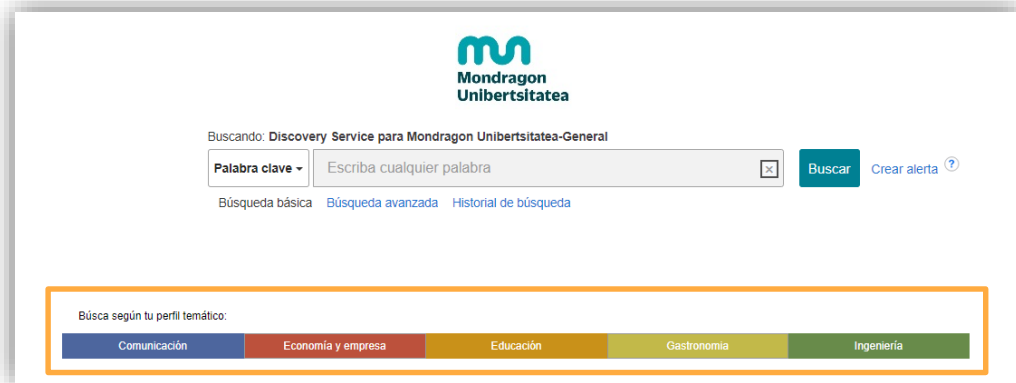 Mondragon
Unibertsitatea
Buscando: Discovery Service para Mondragon Unibertsitatea-General
Palabra clave Escriba cualquier palabra Buscar Crear alerta ?
Búsqueda básica Búsqueda avanzada Historial de búsqueda
Búsca según tu perfil temático:
Comunicación Economía y empresa Educación Gastronomia Ingeniería